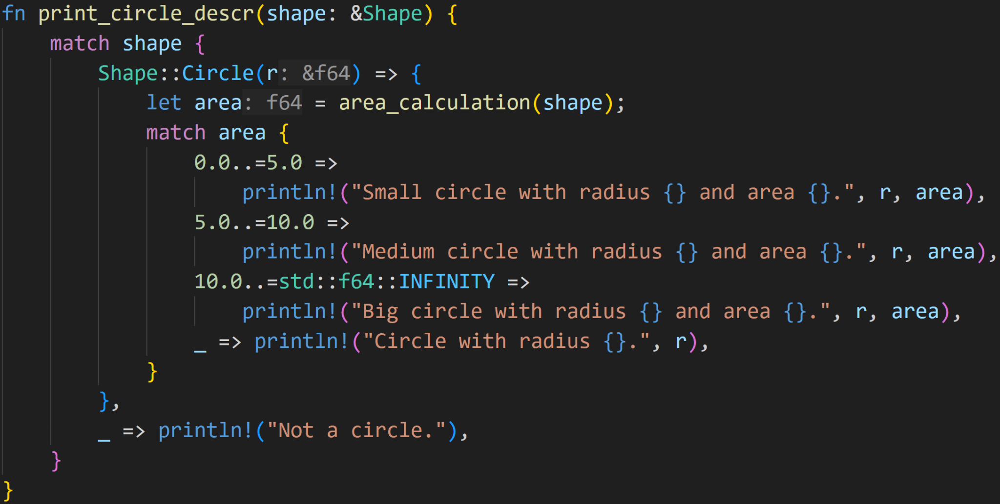 fn print_circle_descr(shape: &Shape) {
    match shape {
        Shape::Circle(r: &f64) => {
            let area: f64 = area_calculation(shape);
            match area {
                0.0..=5.0 =>
                    println!("Small circle with radius {} and area {}.", r, area),
                5.0..=10.0 =>
                    println!("Medium circle with radius {} and area {}.", r, area),
                10.0..=std::f64::INFINITY =>
                    println!("Big circle with radius {} and area {}.", r, area),
                _ => println!("Circle with radius {}.", r),
            }
        },
        _ => println!("Not a circle."),
    }
}